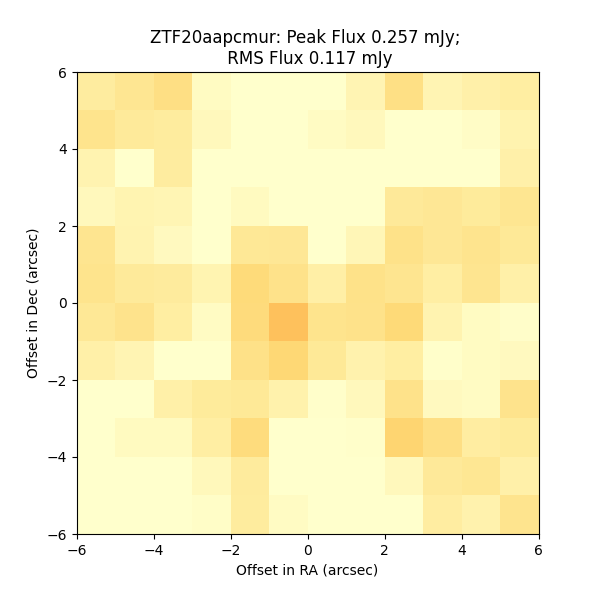 ZTF20aapcmur: Peak Flux 0.257 mJy;
RMS Flux 0.117 mJy
6
4
2
0
−2
−4
−6
Offset in Dec (arcsec)
−6 −4 −2 0 2 4 6
Offset in RA (arcsec)